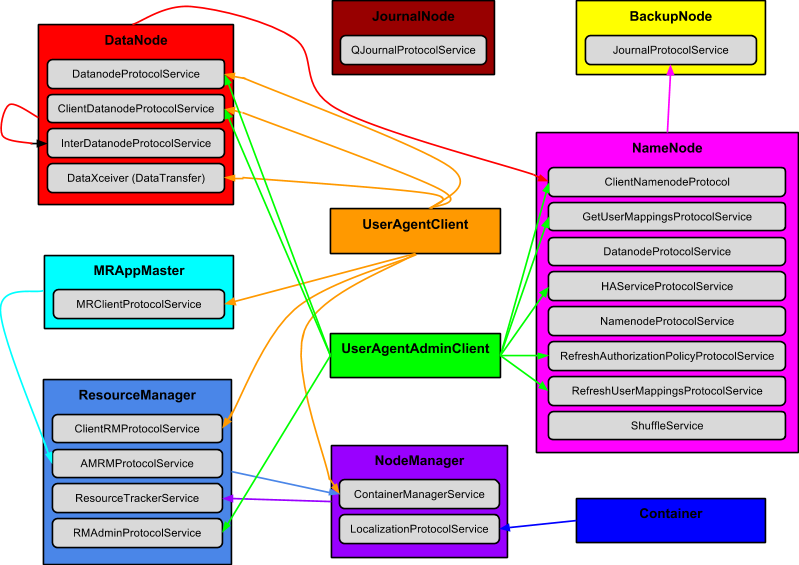 JournalNode
QJournalProtocolService
BackupNode
JournalProtocolService
DataNode
DatanodeProtocolService
ClientDatanodeProtocolService
InterDatanodeProtocolService
DataXceiver (DataTransfer)
NameNode
ClientNamenodeProtocol
GetUserMappingsProtocolService
DatanodeProtocolService
HAServiceProtocolService
NamenodeProtocolService
RefreshAuthorizationPolicyProtocolService
RefreshUserMappingsProtocolService
ShuffleService
UserAgentClient
MRAppMaster
MRClientProtocolService
UserAgentAdminClient
ResourceManager
ClientRMProtocolService
AMRMProtocolService
ResourceTrackerService
RMAdminProtocolService
NodeManager
ContainerManagerService
LocalizationProtocolService
Container